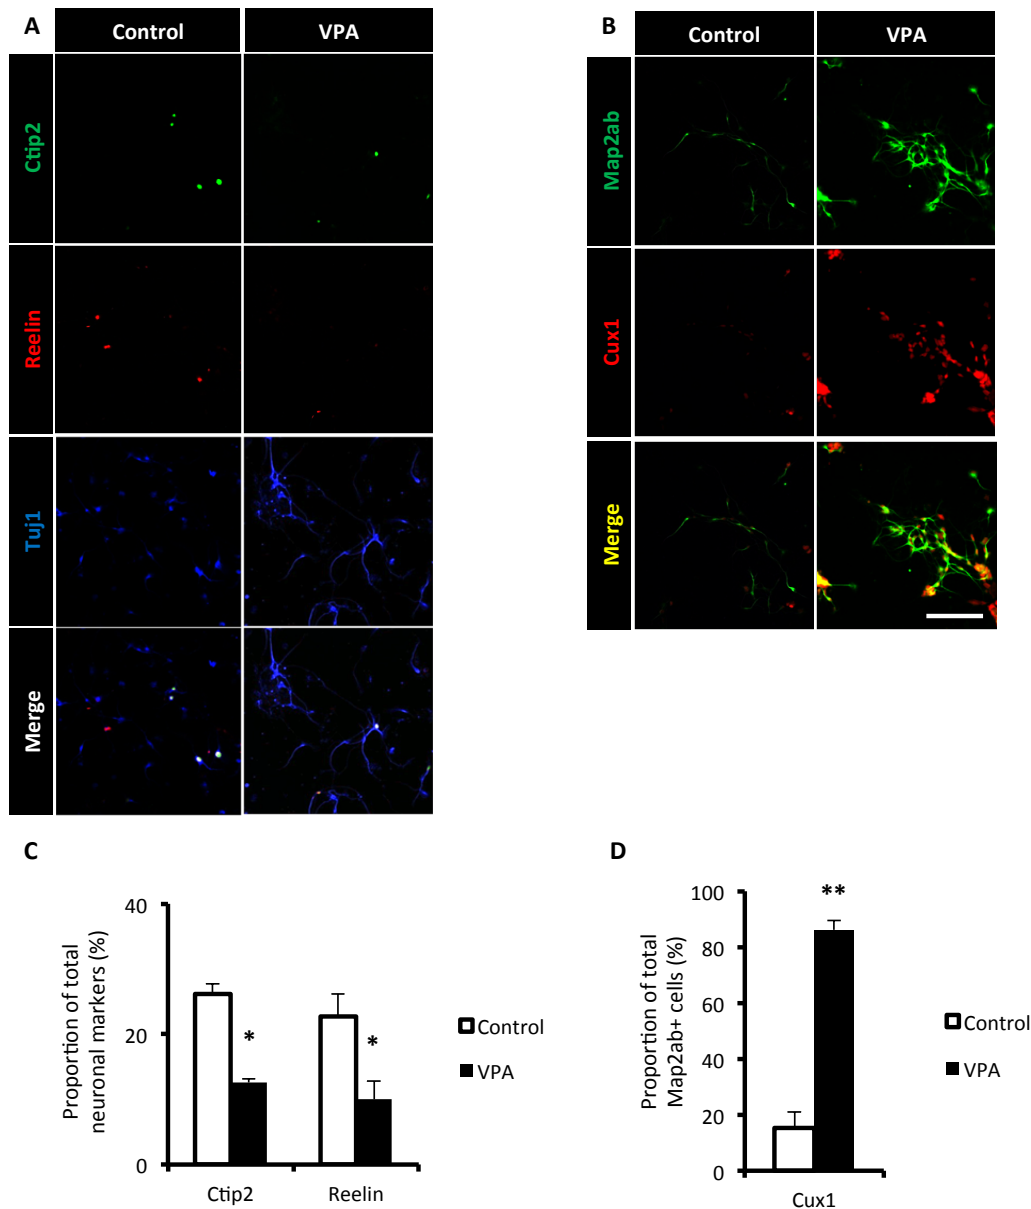 A
Control
VPA
Ctip2
Reelin
Tuj1
Merge
B
Control
VPA
Map2ab
Cux1
Merge
C
Proportion of total
neuronal markers (%)
40
20
0
*
*
Ctip2
Reelin
Control
VPA
D
Proportion of total
Map2ab+ cells (%)
100
80
60
40
20
0
**
Cux1
Control
VPA